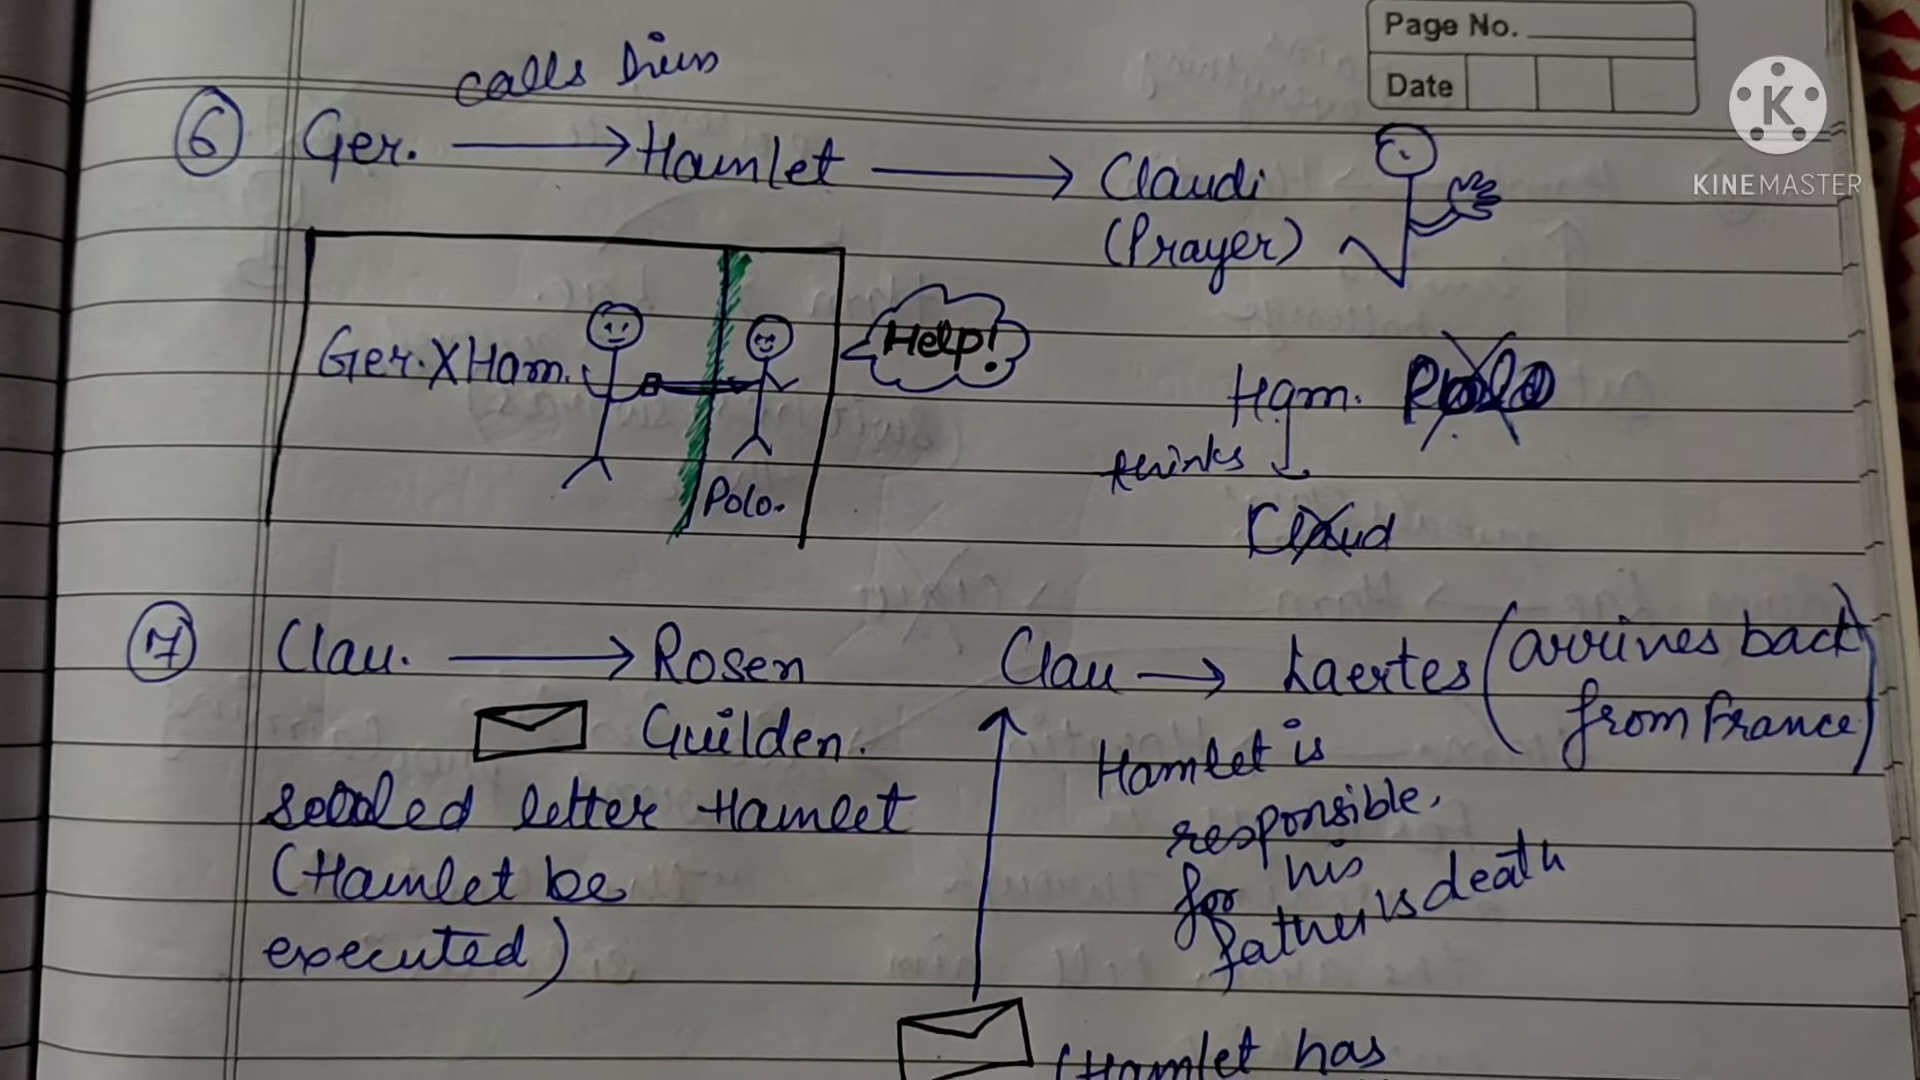 Page No.
Date
KINEMASTER
calls him
6 Ger. → Hamlet → Claudi
(Prayer)
Ger. X Ham.
Help!
Polo.
Ham. Polo
thinks ↓
Claud
7 Clau. → Rosen
Guilden.
sealed letter Hamlet
(Hamlet be
executed)
Clau → Laertes (arrives back
from France)
Hamlet is
responsible.
for his
father's death
(Hamlet has